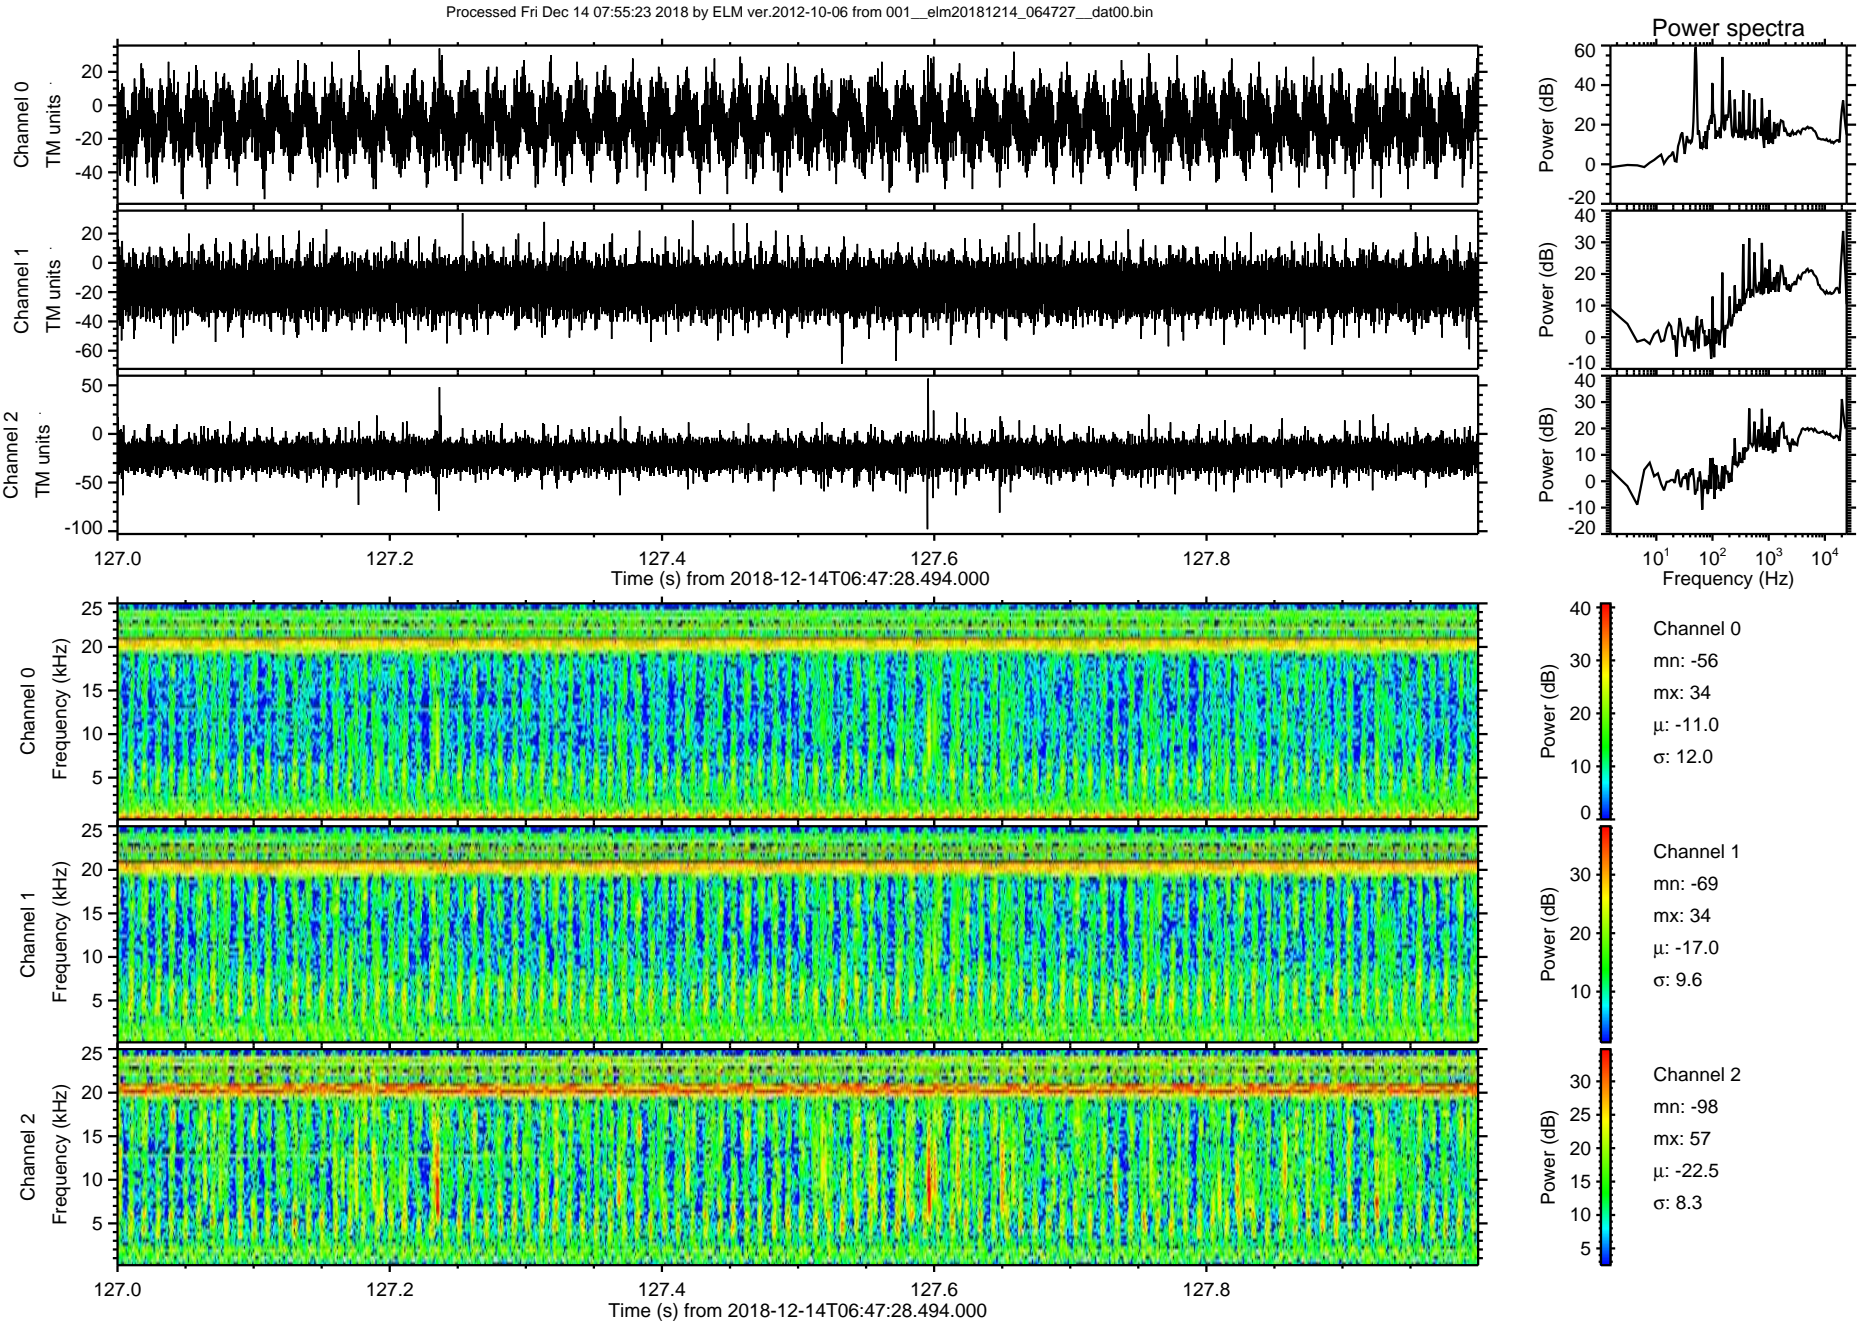 Processed Fri Dec 14 07:55:23 2018 by ELM ver.2012-10-06 from 001__elm20181214_064727__dat00.bin
Power spectra
Channel 0
TM units
20
0
-20
-40
Power (dB)
60
40
20
0
-20
Channel 1
TM units
20
0
-20
-40
-60
Power (dB)
40
30
20
10
0
-10
Channel 2
TM units
50
0
-50
-100
Power (dB)
40
30
20
10
0
-10
-20
127.0 127.2 127.4 127.6 127.8
Time (s) from 2018-12-14T06:47:28.494.000
10^1 10^2 10^3 10^4
Frequency (Hz)
Channel 0
Frequency (kHz)
25
20
15
10
5
Power (dB)
40
30
20
10
0
Channel 0
mn: -56
mx: 34
µ: -11.0
σ: 12.0
Channel 1
Frequency (kHz)
25
20
15
10
5
Power (dB)
30
20
10
Channel 1
mn: -69
mx: 34
µ: -17.0
σ: 9.6
Channel 2
Frequency (kHz)
25
20
15
10
5
Power (dB)
30
25
20
15
10
5
Channel 2
mn: -98
mx: 57
µ: -22.5
σ: 8.3
127.0 127.2 127.4 127.6 127.8
Time (s) from 2018-12-14T06:47:28.494.000